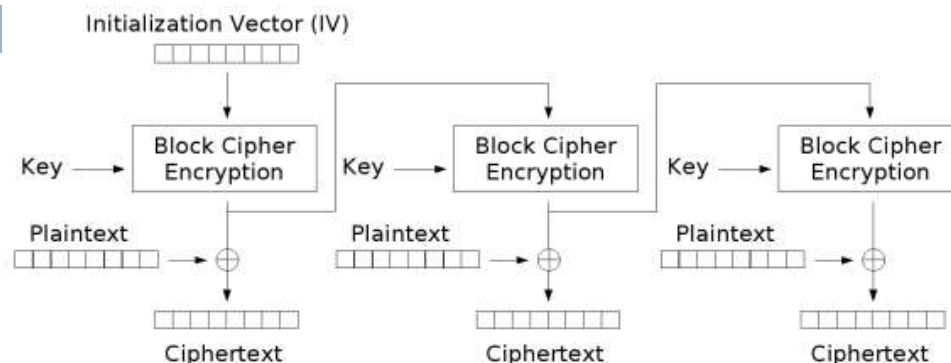 Initialization Vector (IV)
Block Cipher
Encryption
Block Cipher
Encryption
Block Cipher
Encryption
Key
Key
Key
Plaintext
Plaintext
Plaintext
Ciphertext
Ciphertext
Ciphertext